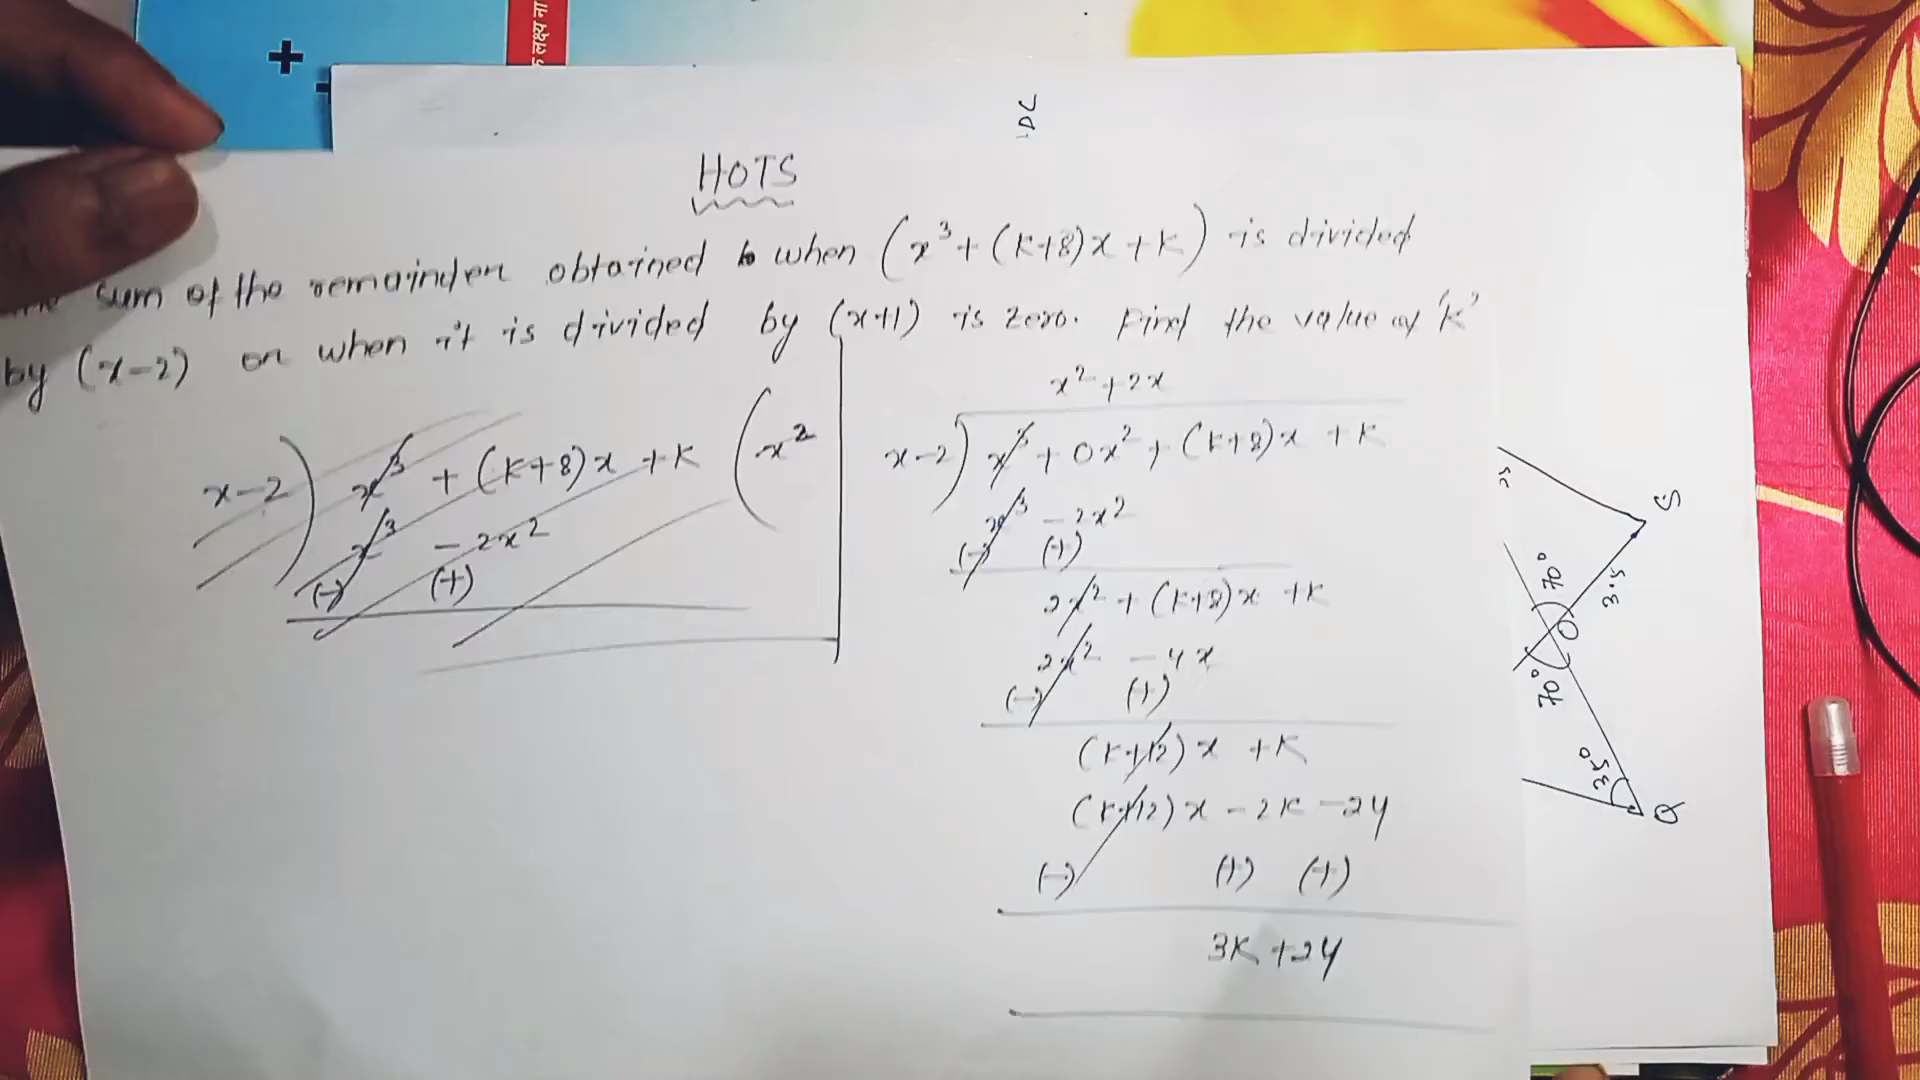 +
लक्ष्य
HOTS
sum of the remainder obtained when (x³ + (k+8)x + k) is divided
by (x-2) or when it is divided by (x+1) is zero. Find the value of 'k'
x-2) x³ + (k+8)x + k (x²
x³ - 2x²
(-) (+)
x² + 2x
x-2) x³ + 0x² + (k+8)x + k
x³ - 2x²
(-) (+)
2x² + (k+8)x + k
2x² - 4x
(-) (+)
(k+12)x + k
(k+12)x - 2k - 24
(-) (+) (+)
3k + 24
S
70°
3.5
O
70°
35°
Q